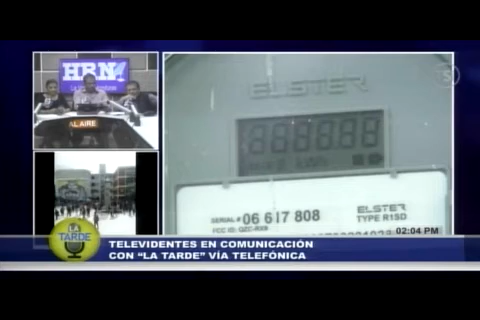 HRN
AL AIRE
ELSTER
888888
SERIAL # 06 617 808
ELSTER
TYPE R1SD
02:04 PM
LA
TARDE
TELEVIDENTES EN COMUNICACIÓN
CON “LA TARDE” VÍA TELEFÓNICA